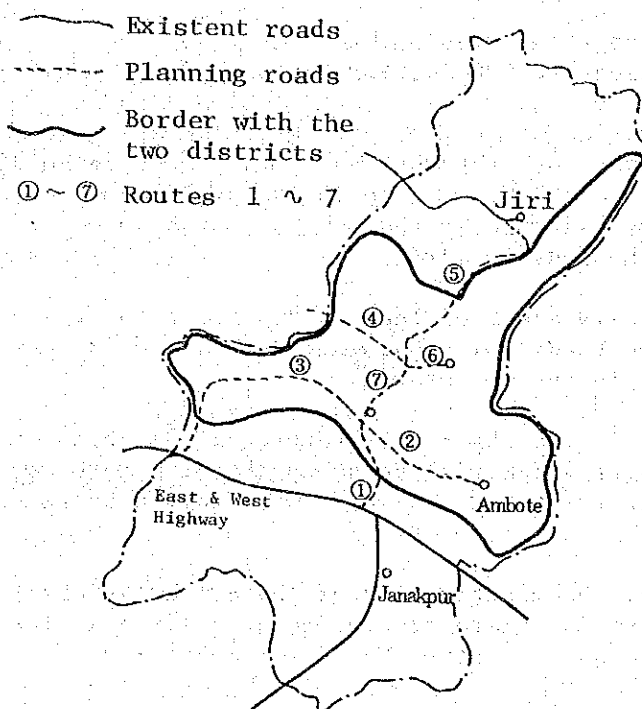 Existent roads
Planning roads
Border with the
two districts
①~⑦ Routes 1 ~ 7
Jiri
⑤
④
⑥
③
⑦
②
①
East & West
Highway
Ambote
Janakpur